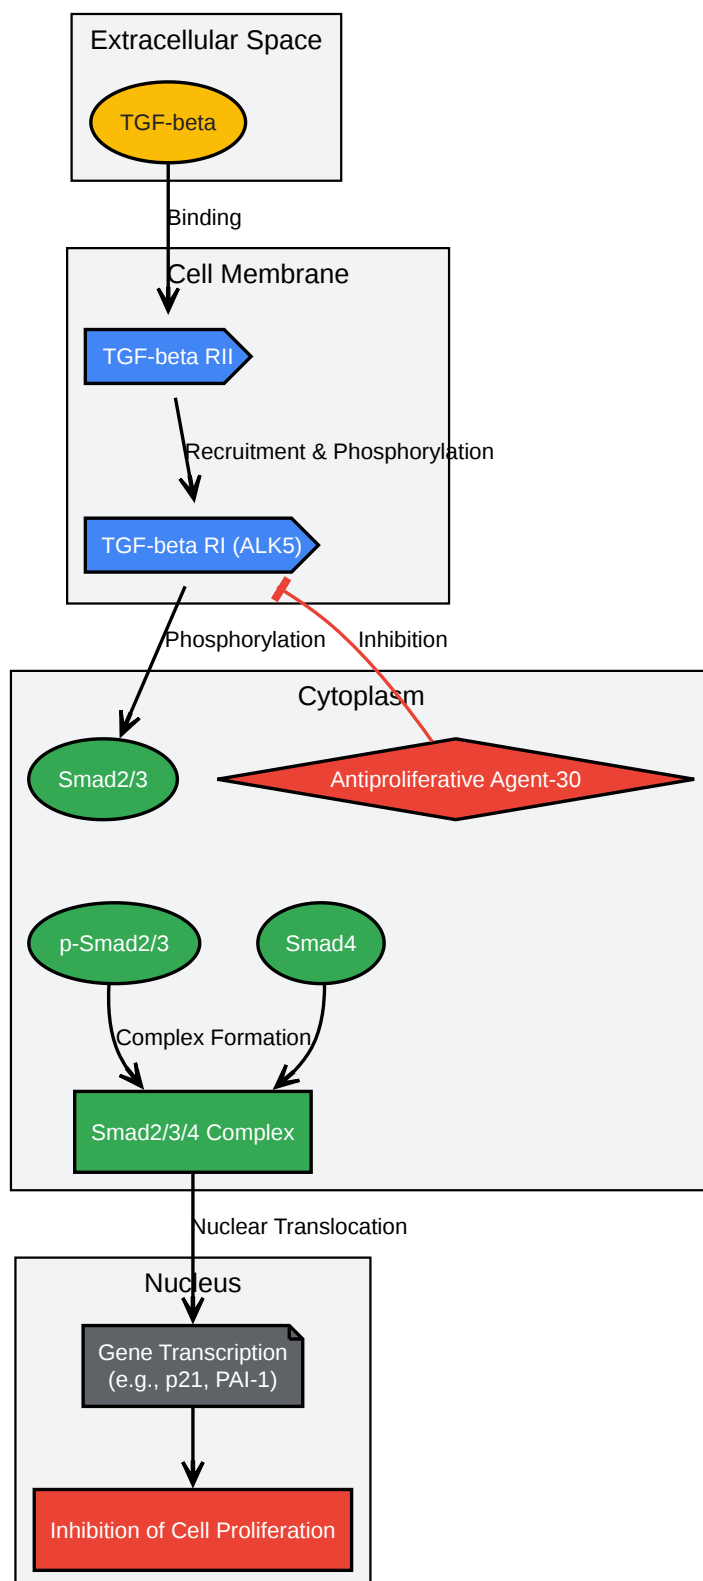 Extracellular Space
TGF-beta
Binding
Cell Membrane
TGF-beta RII
Recruitment & Phosphorylation
TGF-beta RI (ALK5)
Phosphorylation
Inhibition
Cytoplasm
Smad2/3
Antiproliferative Agent-30
p-Smad2/3
Smad4
Complex Formation
Smad2/3/4 Complex
Nuclear Translocation
Nucleus
Gene Transcription
(e.g., p21, PAI-1)
Inhibition of Cell Proliferation